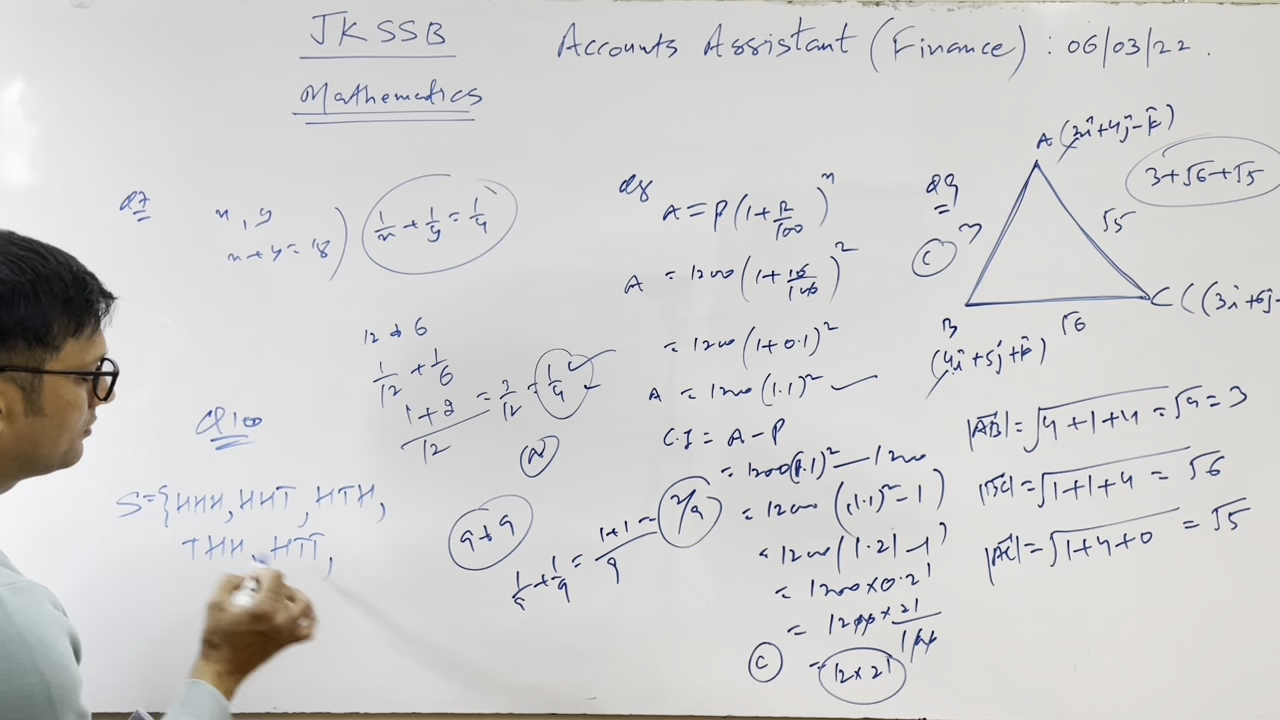 JKSSB
Accounts Assistant (Finance) : 06/03/22.
Mathematics
Q7
x, y
x+y=18)
1/x + 1/y = 1/4
12 & 6
1/12 + 1/6
1+2/12 = 3/12 = 1/4
(A)
9 & 9
1/9 + 1/9 = 1+1/9 = 2/9
Q8
A = P(1+R/100)^n
A = 1200(1+10/100)^2
= 1200(1+0.1)^2
A = 1200(1.1)^2
C.I = A-P
= 1200(1.1)^2 - 1200
= 1200((1.1)^2-1)
= 1200(1.21-1)
= 1200×0.21
= 1200×21/100
(C) = 12×21
Q9
(C)
A(3i+4j-k)
3+√6+√5
3
√5
B
√6
C((3i+6j-
(4i+5j+k)
|AB|=√4+1+4=√9=3
|BC|=√1+1+4=√6
|AC|=√1+4+0=√5
Q100
S={HHH,HHT,HTH,
THH, HTT,